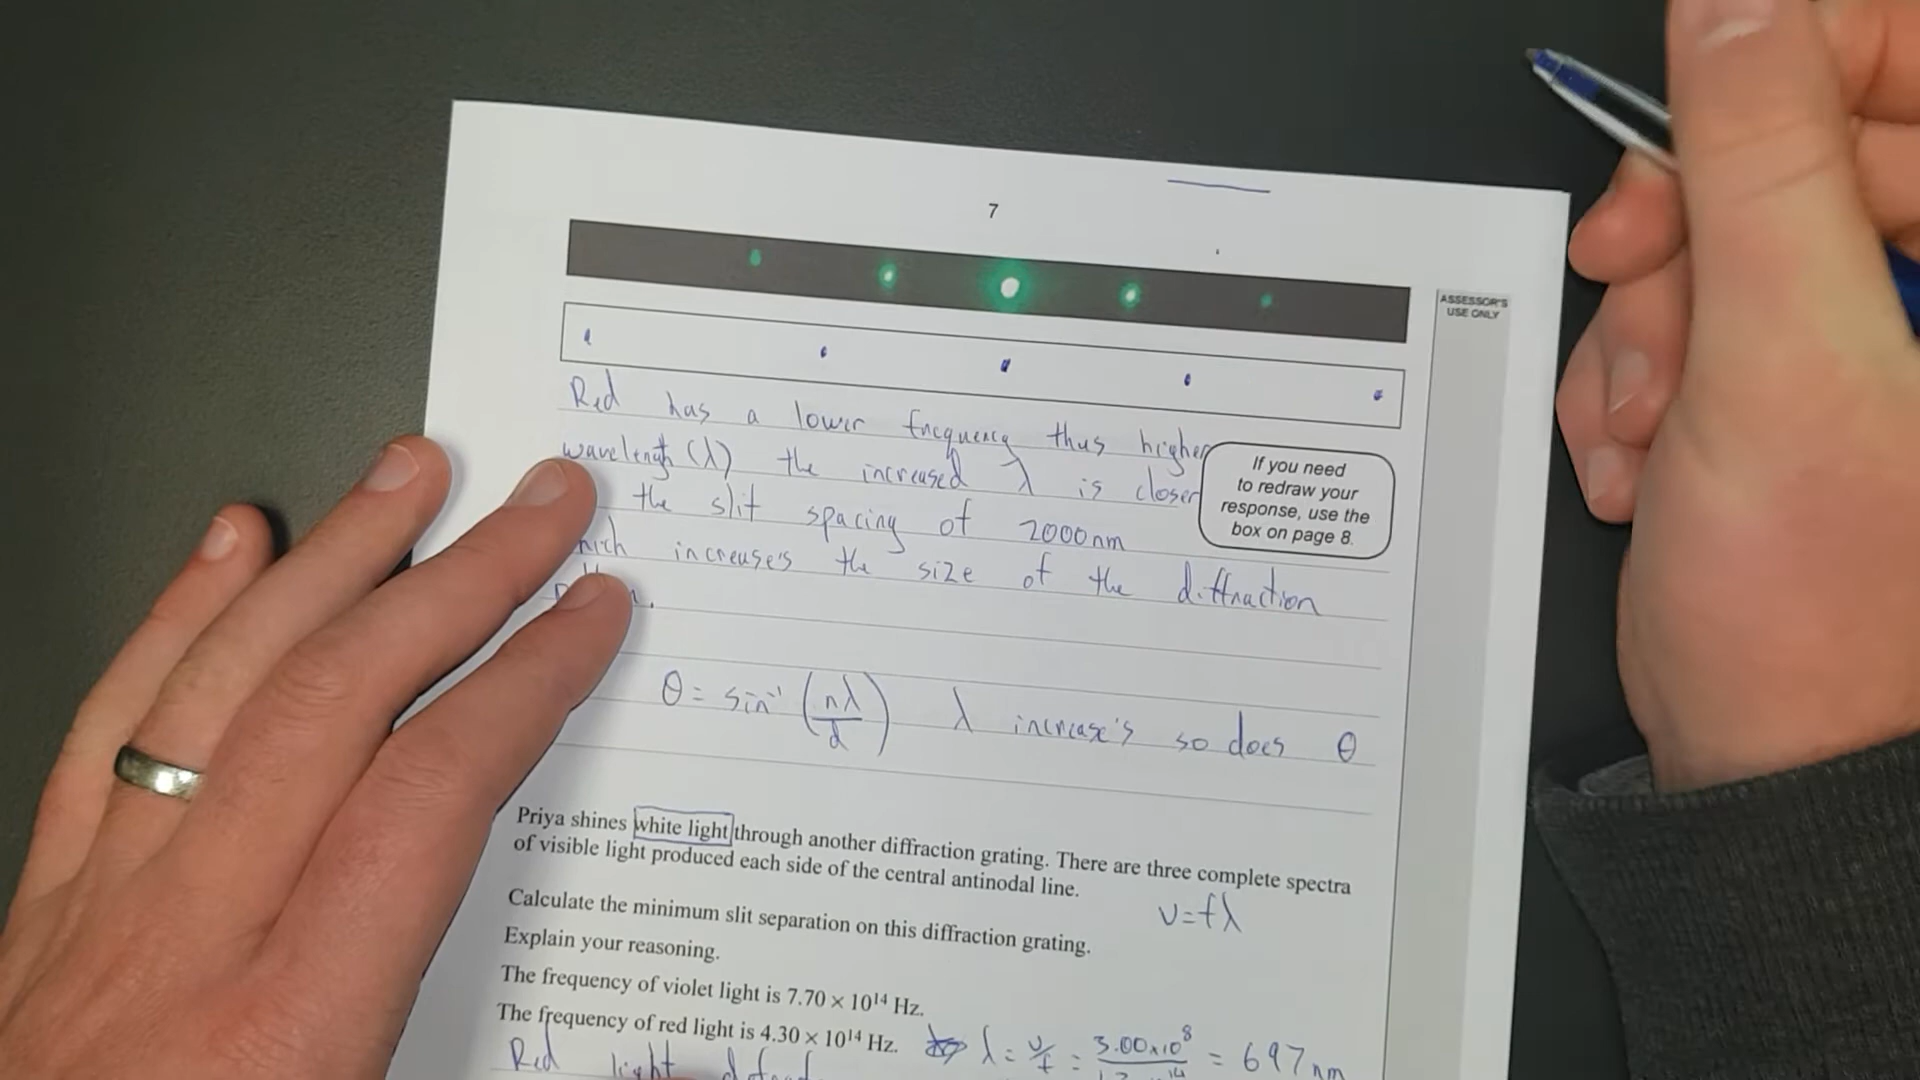 7
ASSESSOR'S
USE ONLY
Red has a lower frequency thus higher
wavelength (λ) the increased λ is closer
the slit spacing of 2000nm
increase's the size of the diffraction
If you need
to redraw your
response, use the
box on page 8.
θ = sin⁻¹ (nλ/d) λ increase's so does θ
Priya shines white light through another diffraction grating. There are three complete spectra
of visible light produced each side of the central antinodal line.
v=fλ
Calculate the minimum slit separation on this diffraction grating.
Explain your reasoning.
The frequency of violet light is 7.70 × 10¹⁴ Hz.
The frequency of red light is 4.30 × 10¹⁴ Hz.
λ = v/f = 3.00×10⁸ = 697nm
Red light